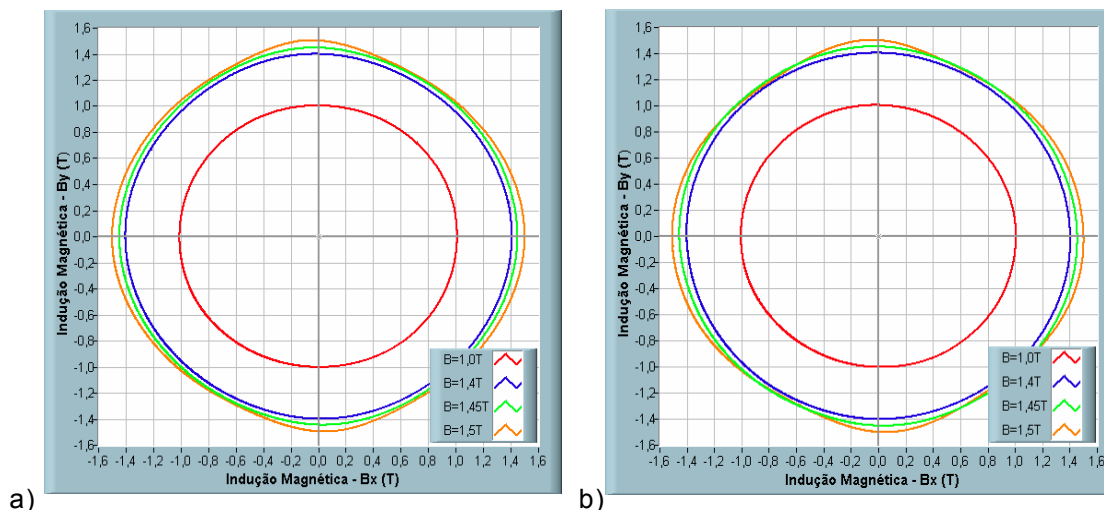 1,6
1,4
1,2
1,0
0,8
0,6
0,4
0,2
0,0
-0,2
-0,4
-0,6
-0,8
-1,0
-1,2
-1,4
-1,6
Indução Magnética - By (T)
B=1,0T
B=1,4T
B=1,45T
B=1,5T
-1,6 -1,4 -1,2 -1,0 -0,8 -0,6 -0,4 -0,2 0,0 0,2 0,4 0,6 0,8 1,0 1,2 1,4 1,6
Indução Magnética - Bx (T)
a)
1,6
1,4
1,2
1,0
0,8
0,6
0,4
0,2
0,0
-0,2
-0,4
-0,6
-0,8
-1,0
-1,2
-1,4
-1,6
Indução Magnética - By (T)
B=1,0T
B=1,4T
B=1,45T
B=1,5T
-1,6 -1,4 -1,2 -1,0 -0,8 -0,6 -0,4 -0,2 0,0 0,2 0,4 0,6 0,8 1,0 1,2 1,4 1,6
Indução Magnética - Bx (T)
b)